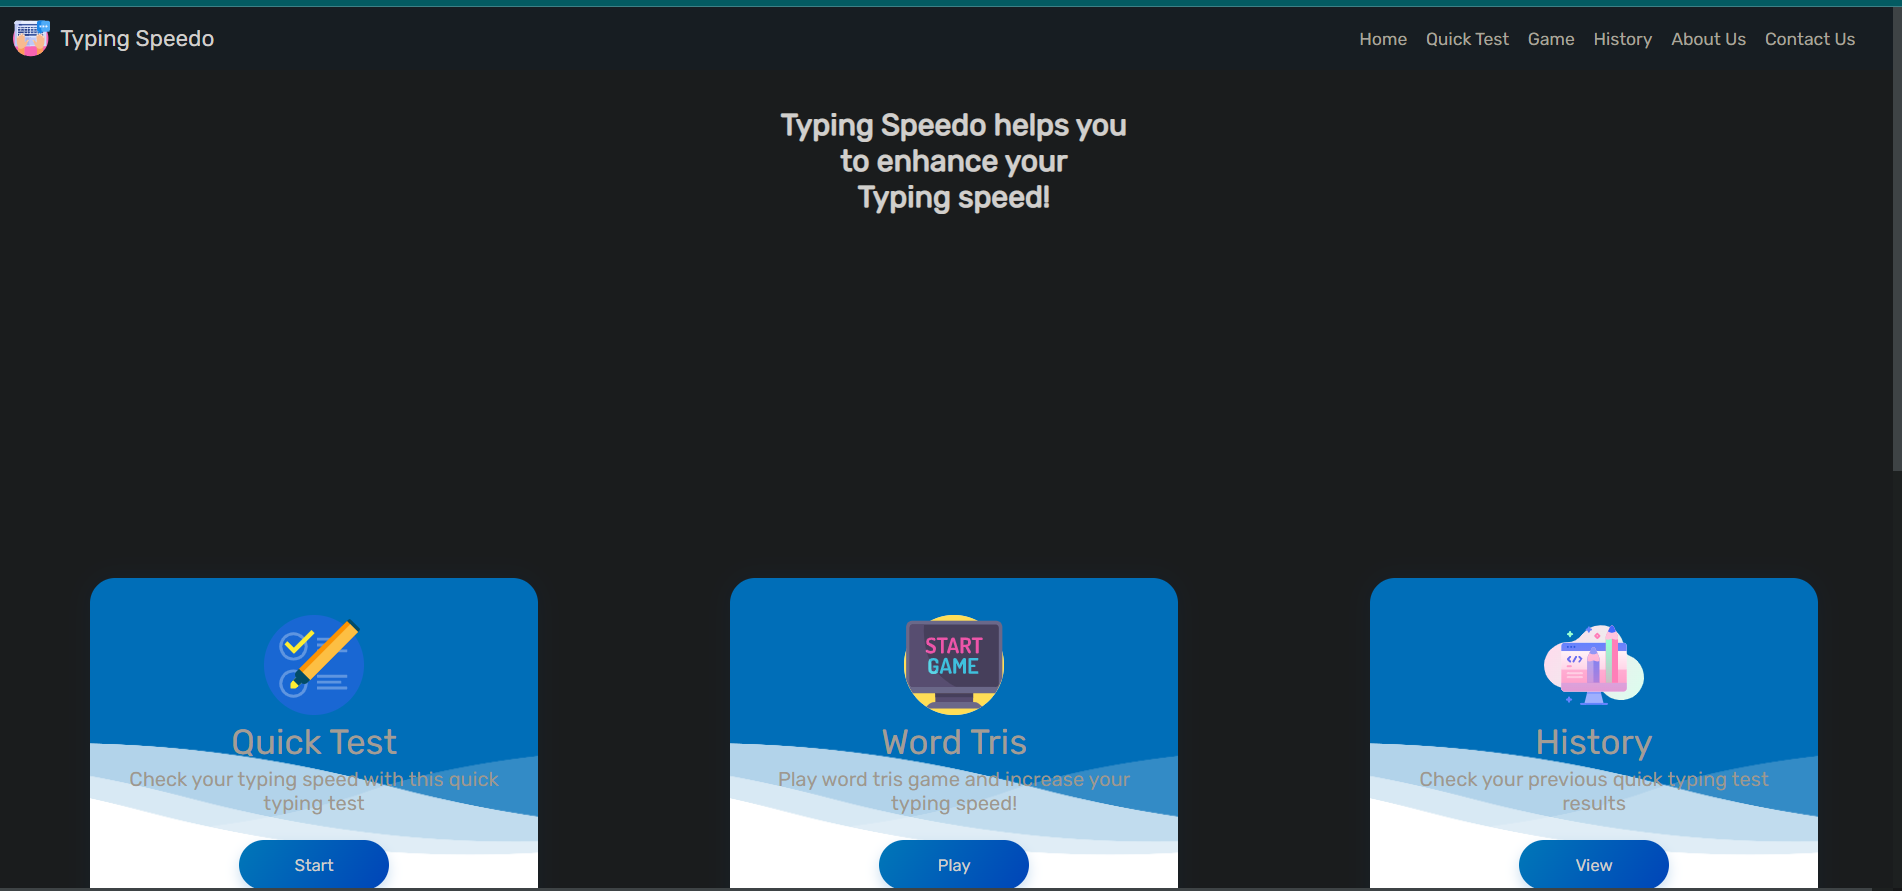 Typing Speedo
Home Quick Test Game History About Us Contact Us
Typing Speedo helps you
to enhance your
Typing speed!
START
GAME
Quick Test
Check your typing speed with this quick
typing test
Start
Word Tris
Play word tris game and increase your
typing speed!
Play
</>
History
Check your previous quick typing test
results
View